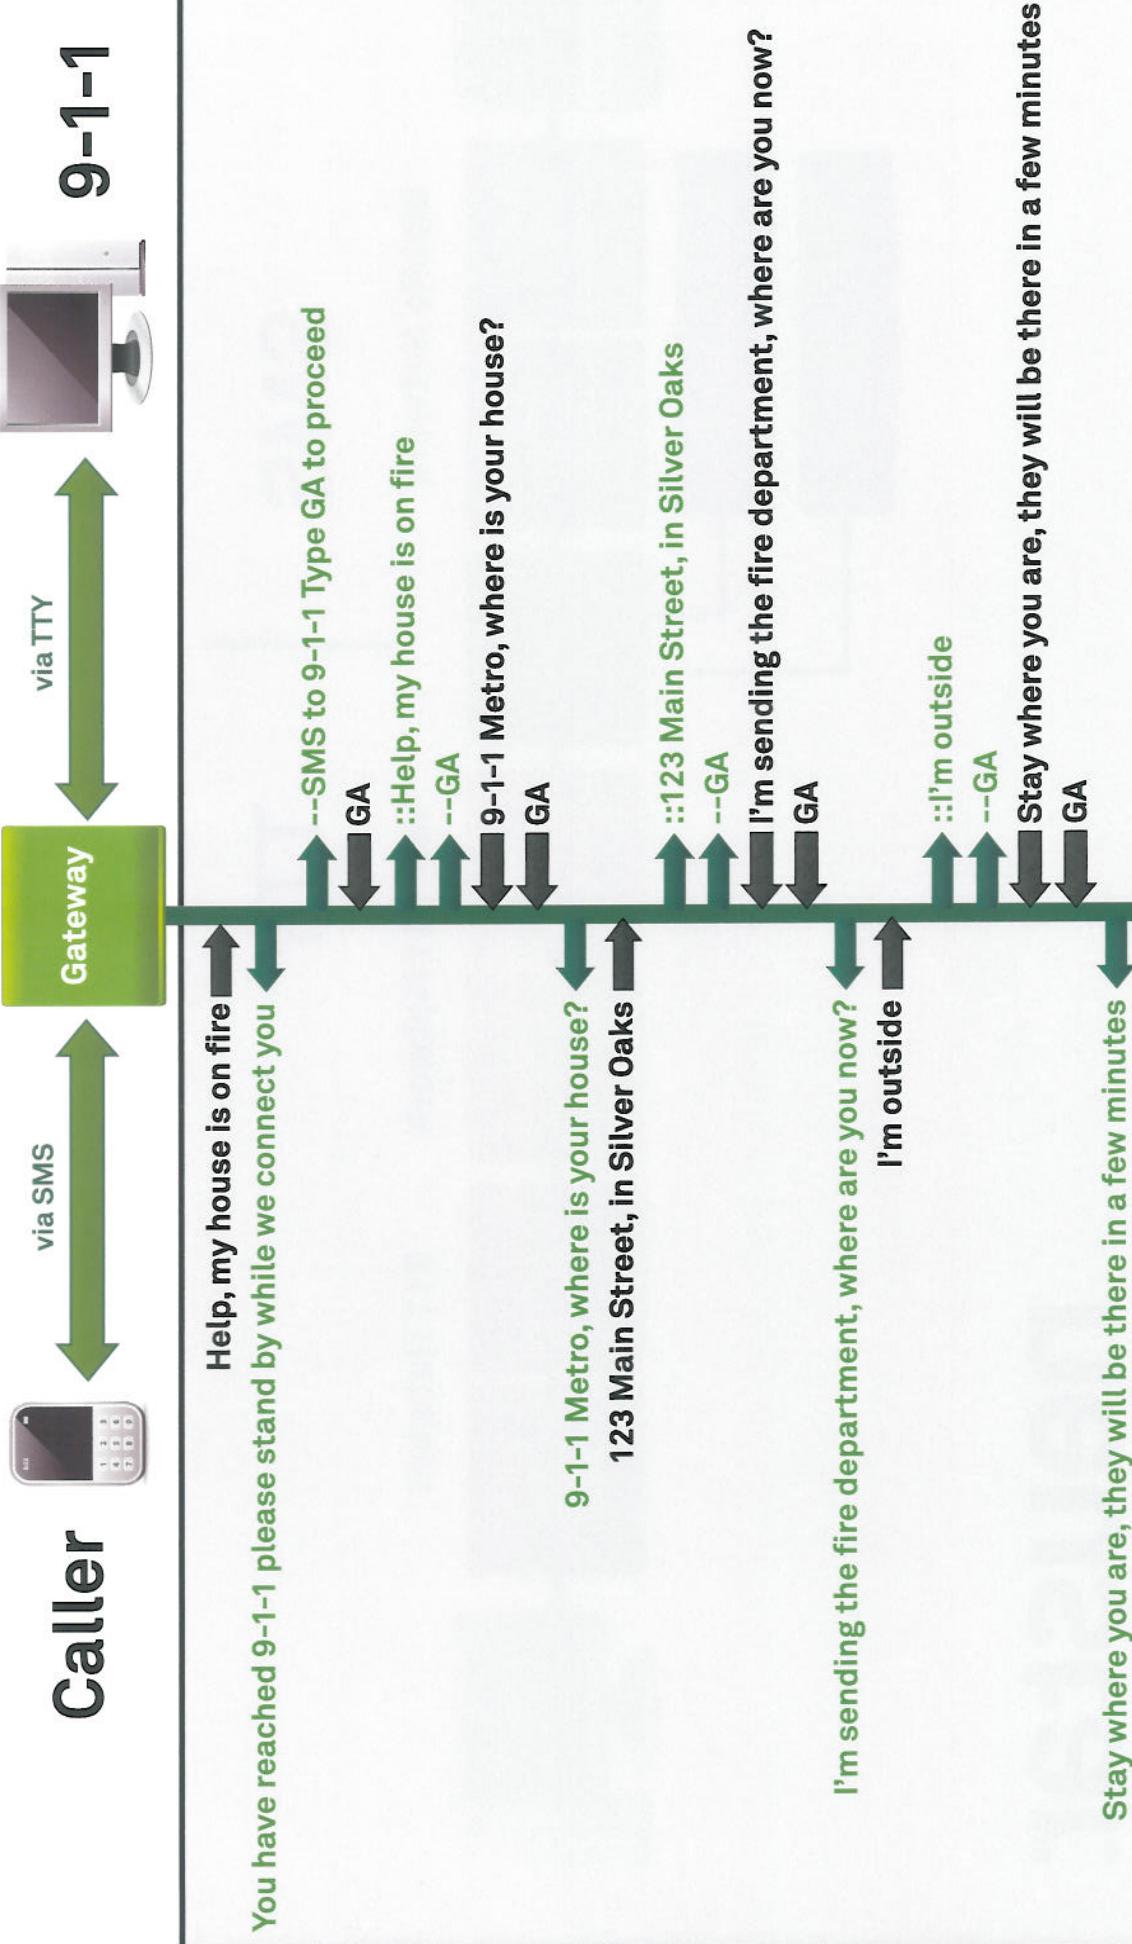 Caller
via SMS
Gateway
via TTY
9-1-1
Help, my house is on fire
You have reached 9-1-1 please stand by while we connect you
--SMS to 9-1-1 Type GA to proceed
GA
::Help, my house is on fire
--GA
9-1-1 Metro, where is your house?
GA
9-1-1 Metro, where is your house?
123 Main Street, in Silver Oaks
::123 Main Street, in Silver Oaks
--GA
I'm sending the fire department, where are you now?
GA
I'm sending the fire department, where are you now?
I'm outside
::I'm outside
--GA
Stay where you are, they will be there in a few minutes
GA
Stay where you are, they will be there in a few minutes